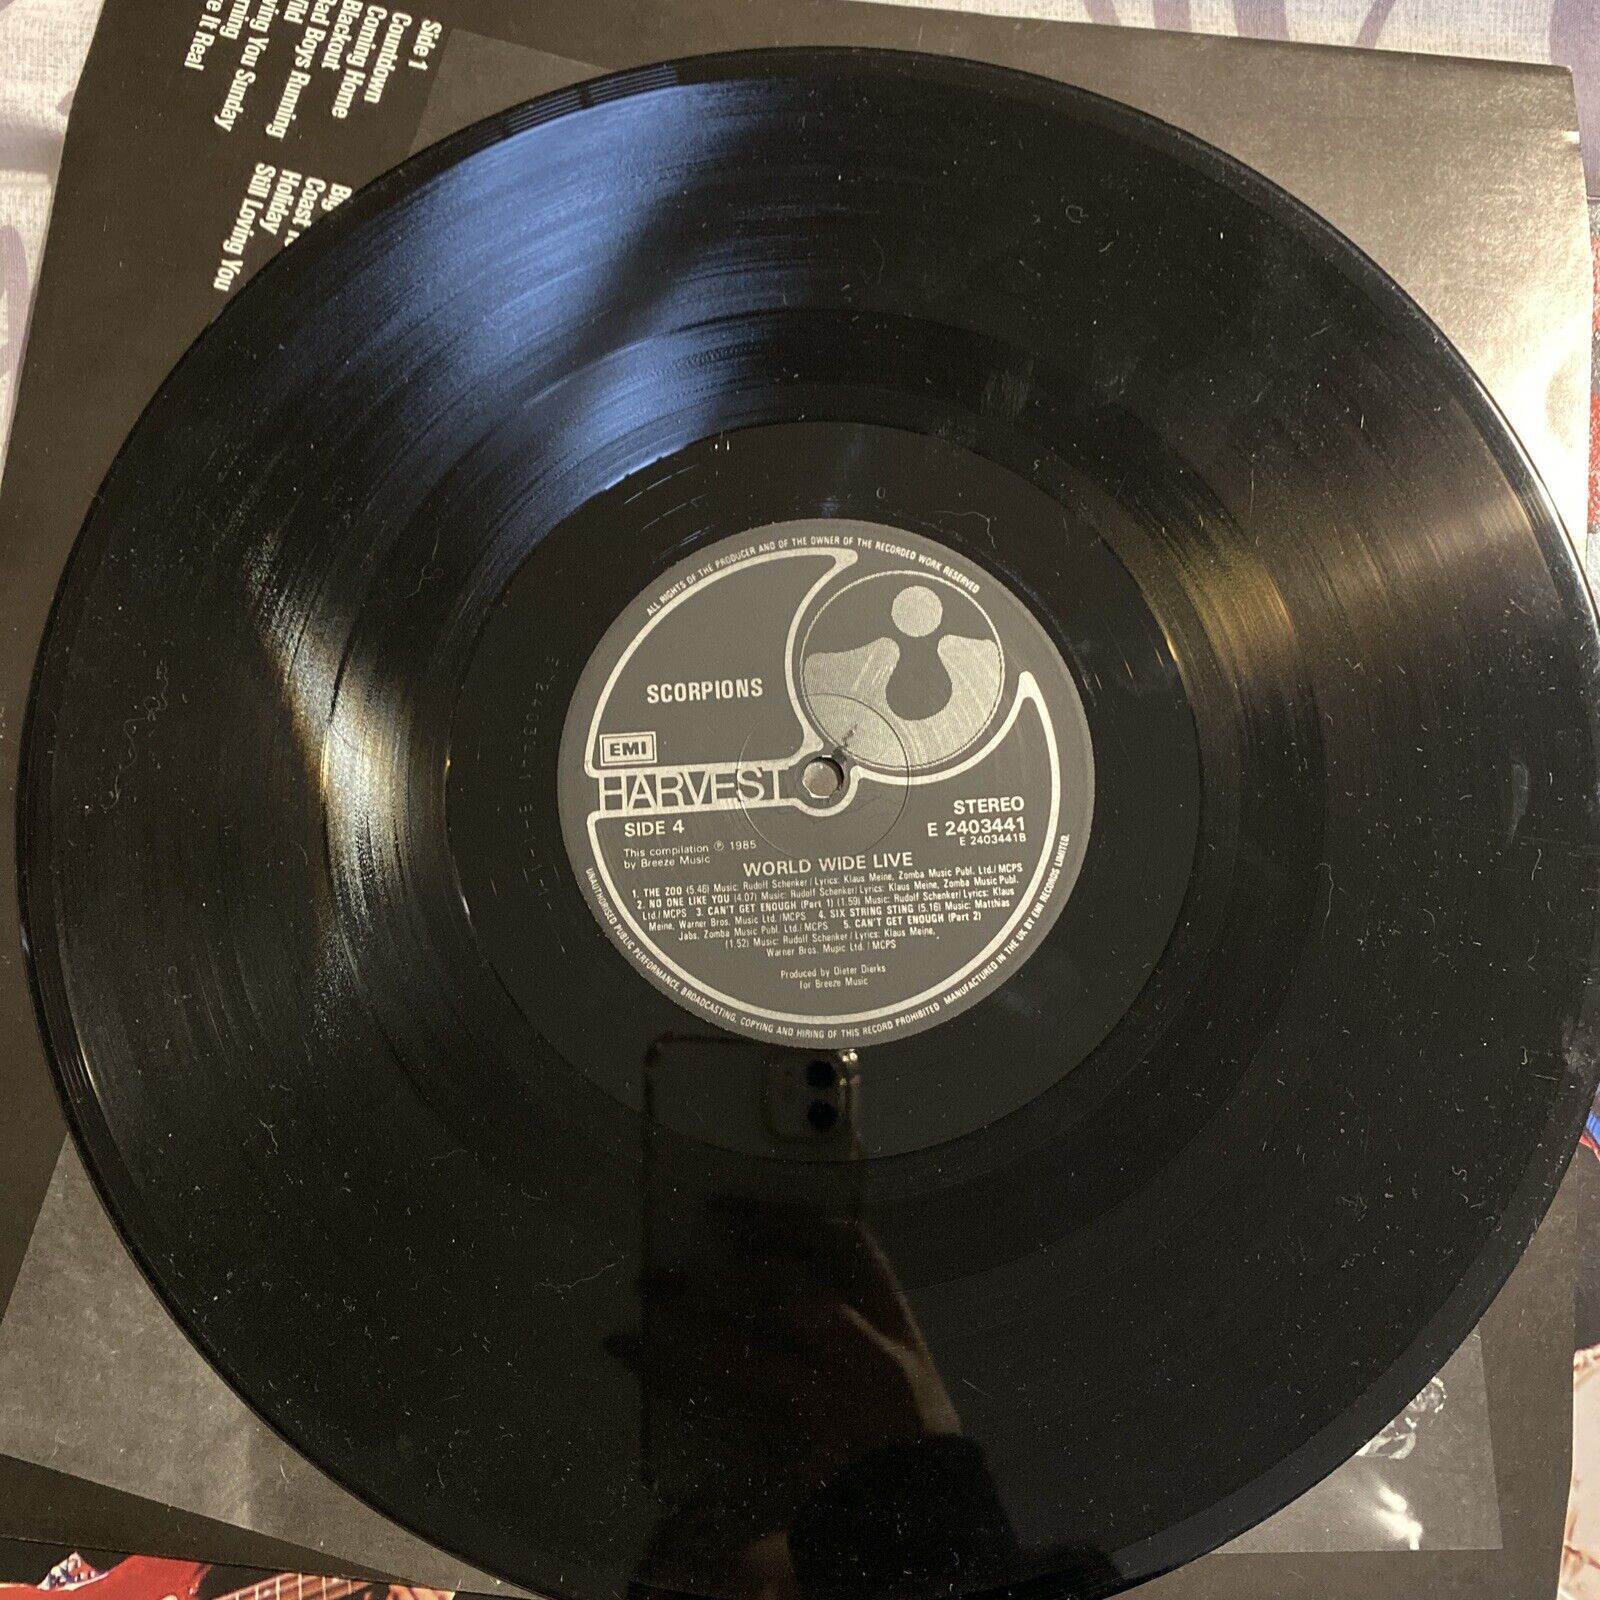 Side 1
Countdown
Coming Home
Blackout
Bad Boys Running
You Sunday
It Real
Big
Coast
Holiday
Still Loving You
ALL RIGHTS OF THE PRODUCER AND OF THE OWNER OF THE RECORDED WORK RESERVED
SCORPIONS
EMI
HARVEST
SIDE 4
STEREO
E 2403441
E 2403441B
This compilation ℗ 1985
by Breeze Music
WORLD WIDE LIVE
1. THE ZOO (5.46) Music: Rudolf Schenker/Lyrics: Klaus Meine, Zomba Music Publ. Ltd/MCPS
2. NO ONE LIKE YOU (4.07) Music: Rudolf Schenker/Lyrics: Klaus Meine, Zomba Music Publ.
Ltd/MCPS 3. CAN'T GET ENOUGH (Part 1) (1.59) Music: Rudolf Schenker/Lyrics: Klaus
Meine, Warner Bros. Music Ltd./MCPS 4. SIX STRING STING (5.16) Music: Matthias
Jabs, Zomba Music Publ. Ltd/MCPS 5. CAN'T GET ENOUGH (Part 2)
(1.52) Music: Rudolf Schenker/Lyrics: Klaus Meine,
Warner Bros. Music Ltd./MCPS
Produced by Dieter Dierks
for Breeze Music
UNAUTHORISED PUBLIC PERFORMANCE, BROADCASTING, COPYING AND HIRING OF THIS RECORD PROHIBITED MANUFACTURED IN THE UK BY EMI RECORDS LIMITED.